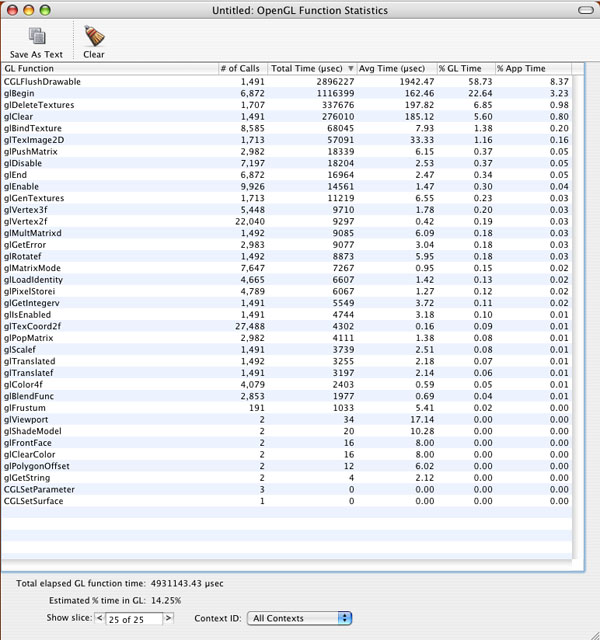 Untitled: OpenGL Function Statistics
Save As Text Clear
GL Function # of Calls Total Time (µsec) ▼ Avg Time (µsec) % GL Time % App Time
CGLFlushDrawable 1,491 2896227 1942.47 58.73 8.37
glBegin 6,872 1116399 162.46 22.64 3.23
glDeleteTextures 1,707 337676 197.82 6.85 0.98
glClear 1,491 276010 185.12 5.60 0.80
glBindTexture 8,585 68045 7.93 1.38 0.20
glTexImage2D 1,713 57091 33.33 1.16 0.16
glPushMatrix 2,982 18339 6.15 0.37 0.05
glDisable 7,197 18204 2.53 0.37 0.05
glEnd 6,872 16964 2.47 0.34 0.05
glEnable 9,926 14561 1.47 0.30 0.04
glGenTextures 1,713 11219 6.55 0.23 0.03
glVertex3f 5,448 9710 1.78 0.20 0.03
glVertex2f 22,040 9297 0.42 0.19 0.03
glMultMatrixd 1,492 9085 6.09 0.18 0.03
glGetError 2,983 9077 3.04 0.18 0.03
glRotatef 1,492 8873 5.95 0.18 0.03
glMatrixMode 7,647 7267 0.95 0.15 0.02
glLoadIdentity 4,665 6607 1.42 0.13 0.02
glPixelStorei 4,789 6067 1.27 0.12 0.02
glGetIntegerv 1,491 5549 3.72 0.11 0.02
glIsEnabled 1,491 4744 3.18 0.10 0.01
glTexCoord2f 27,488 4302 0.16 0.09 0.01
glPopMatrix 2,982 4111 1.38 0.08 0.01
glScalef 1,491 3739 2.51 0.08 0.01
glTranslated 1,492 3255 2.18 0.07 0.01
glTranslatef 1,491 3197 2.14 0.06 0.01
glColor4f 4,079 2403 0.59 0.05 0.01
glBlendFunc 2,853 1977 0.69 0.04 0.01
glFrustum 191 1033 5.41 0.02 0.00
glViewport 2 34 17.14 0.00 0.00
glShadeModel 2 20 10.28 0.00 0.00
glFrontFace 2 16 8.00 0.00 0.00
glClearColor 2 16 8.00 0.00 0.00
glPolygonOffset 2 12 6.02 0.00 0.00
glGetString 2 4 2.12 0.00 0.00
CGLSetParameter 3 0 0.00 0.00 0.00
CGLSetSurface 1 0 0.00 0.00 0.00
Total elapsed GL function time: 4931143.43 µsec
Estimated % time in GL: 14.25%
Show slice: < 25 of 25 > Context ID: All Contexts